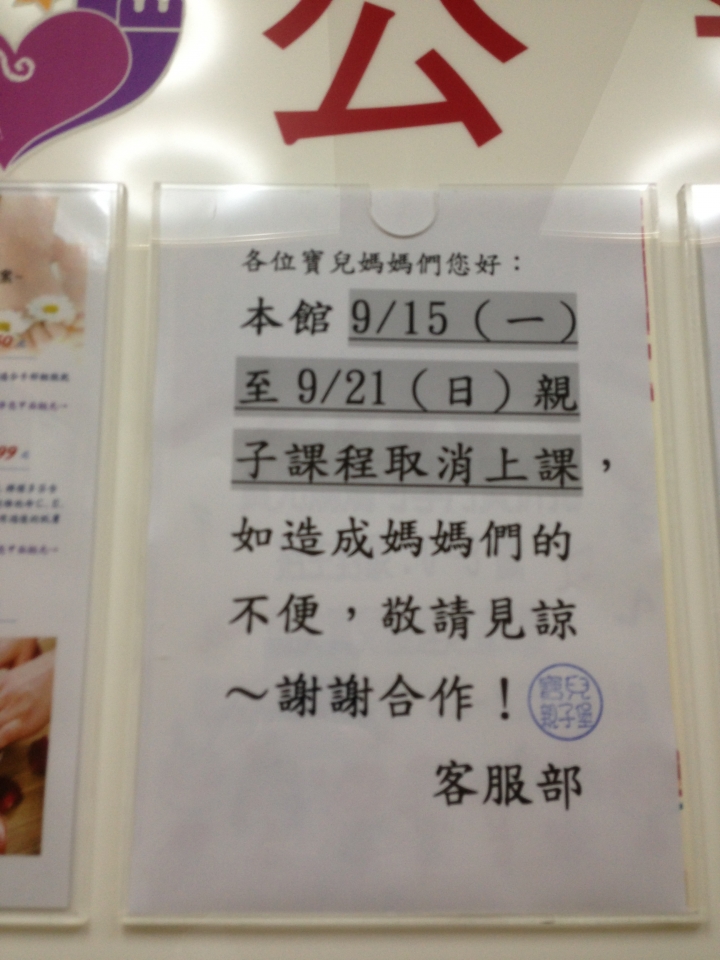 公
各位寶兒媽媽們您好：
本館 9/15（一）
至 9/21（日）親
子課程取消上課，
如造成媽媽們的
不便，敬請見諒
～謝謝合作！
寶兒
親子堡
客服部